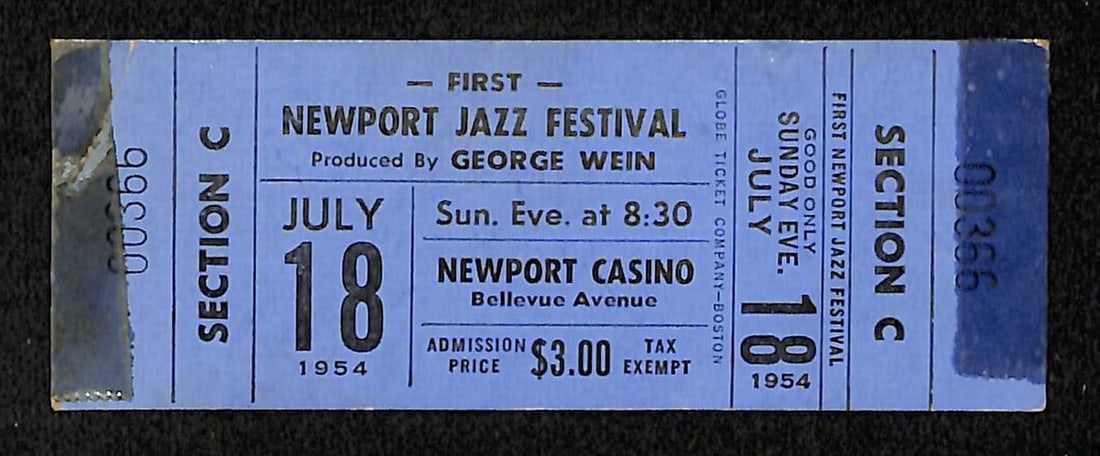 00366
SECTION C
— FIRST —
NEWPORT JAZZ FESTIVAL
Produced By GEORGE WEIN
JULY
18
1954
Sun. Eve. at 8:30
NEWPORT CASINO
Bellevue Avenue
ADMISSION PRICE $3.00 TAX EXEMPT
GLOBE TICKET COMPANY—BOSTON
GOOD ONLY
SUNDAY EVE.
JULY
18
1954
FIRST NEWPORT JAZZ FESTIVAL
SECTION C
00366